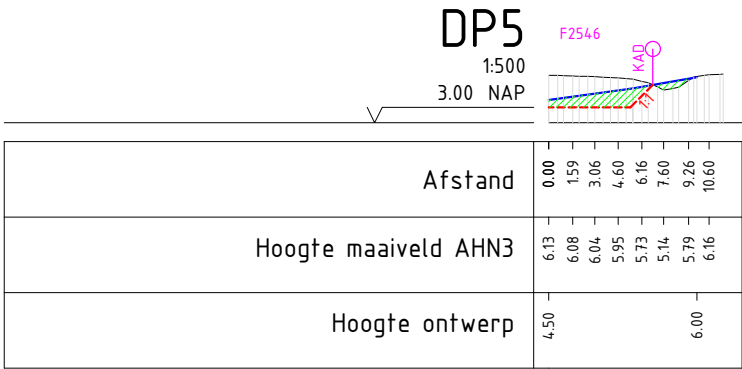 DP5
F2546
1:500
KAD
3.00 NAP
1:1
Afstand 0.00 1.59 3.06 4.60 6.16 7.60 9.26 10.60
Hoogte maaiveld AHN3 6.13 6.08 6.04 5.95 5.73 5.14 5.79 6.16
Hoogte ontwerp 4.50 6.00